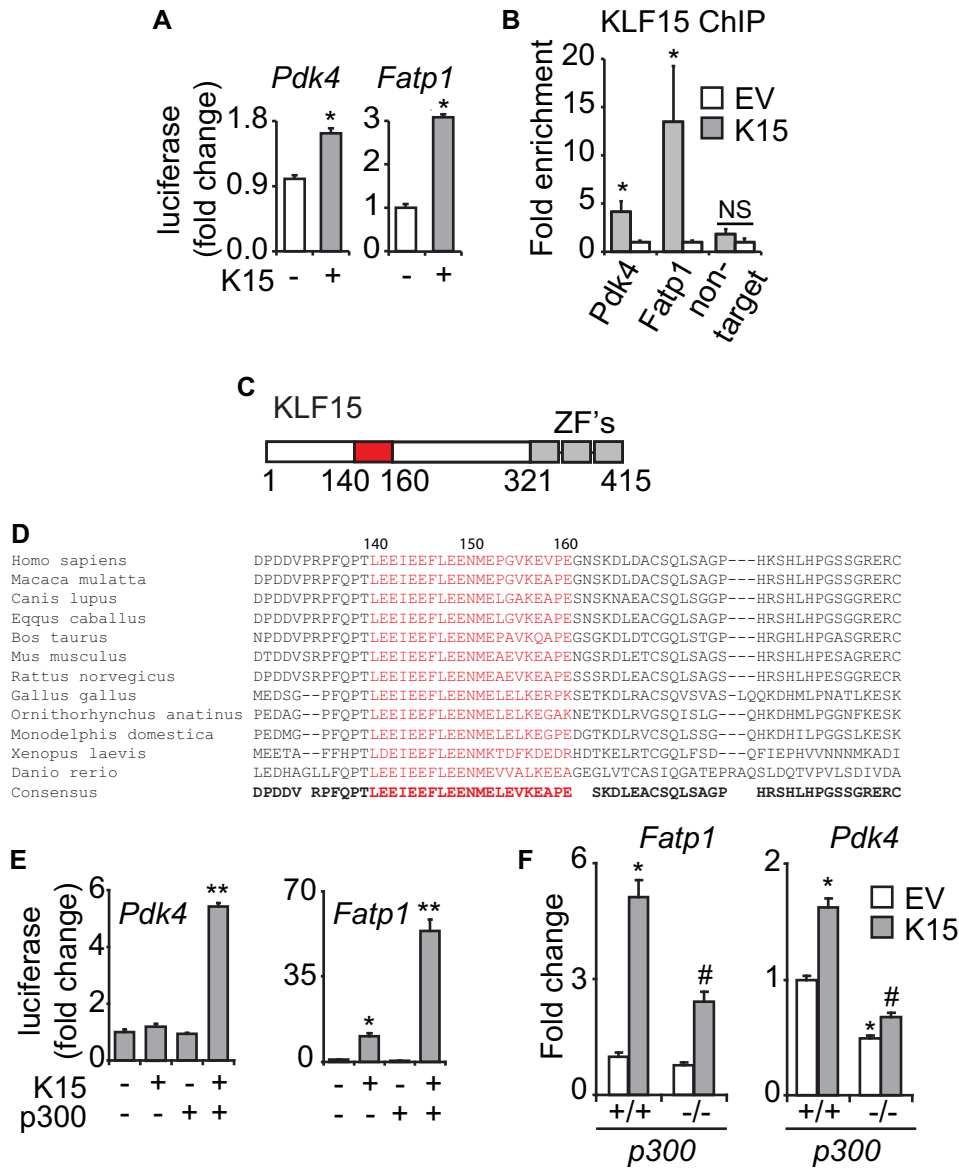 A
Pdk4
Fatp1
luciferase
(fold change)
1.8
0.9
0.0
3
2
1
0
*
*
K15 - + - +
B
KLF15 ChIP
Fold enrichment
20
15
10
5
0
*
*
NS
EV
K15
Pdk4
Fatp1
non-
target
C
KLF15
ZF's
1 140 160 321 415
D
140 150 160
Homo sapiens DPDDVPRPFQPTLEEIEEFLEENMEPGVKEVPEGNSKDLDACSQLSAGP---HKSHLHPGSSGRERC
Macaca mulatta DPDDVPRPFQPTLEEIEEFLEENMEPGVKEAPEGNSKDLDACSQLSAGP---HKSHLHPGSSGRERC
Canis lupus DPDDVPRPFQPTLEEIEEFLEENMELGAKEAPESNSKNAEACSQLSGGP---HRSHLHPGSSGRERC
Eqqus caballus DPDDVPRPFQPTLEEIEEFLEENMELGVKEAPESNSKDLEACGQLSAGP---HRSHLHPGSSGRERC
Bos taurus NPDDVPRPFQPTLEEIEEFLEENMEPAVKQAPEGSGKDLDTCGQLSTGP---HRGHLHPGASGRERC
Mus musculus DTDDVSRPFQPTLEEIEEFLEENMEAEVKEAPENGSRDLETCSQLSAGS---HRSHLHPESAGRERC
Rattus norvegicus DPDDVSRPFQPTLEEIEEFLEENMEAEVKEAPESSSRDLETCSQLSAGS---HRSHLHPESGGRECR
Gallus gallus MEDSG--PFQPTLEEIEEFLEENMELELKERPKSETKDLRACSQVSVAS-LQQKDHMLPNATLKESK
Ornithorhynchus anatinus PEDAG--PFQPTLEEIEEFLEENMELELKEGAKNETKDLRVGSQISLG---QHKDHMLPGGNFKESK
Monodelphis domestica PEDMG--PFQPTLEEIEEFLEENMELELKEGPEDGTKDLRVCSQLSSG---QHKDHILPGGSLKESK
Xenopus laevis MEETA--FFHPTLDEIEEFLEENMKTDFKDEDRHDTKELRTCGQLFSD---QFIEPHVVNNNMKADI
Danio rerio LEDHAGLLFQPTLEEIEEFLEENMEVVALKEEAGEGLVTCASIQGATEPRAQSLDQTVPVLSDIVDA
Consensus DPDDV RPFQPTLEEIEEFLEENMELEVKEAPE SKDLEACSQLSAGP HRSHLHPGSSGRERC
E
luciferase
(fold change)
6
4
2
0
Pdk4
**
70
35
0
Fatp1
*
**
K15 - + - + - + - +
p300 - - + + - - + +
F
Fatp1
Pdk4
Fold change
6
3
0
2
1
0
*
#
*
*
#
EV
K15
+/+ -/- +/+ -/-
p300 p300